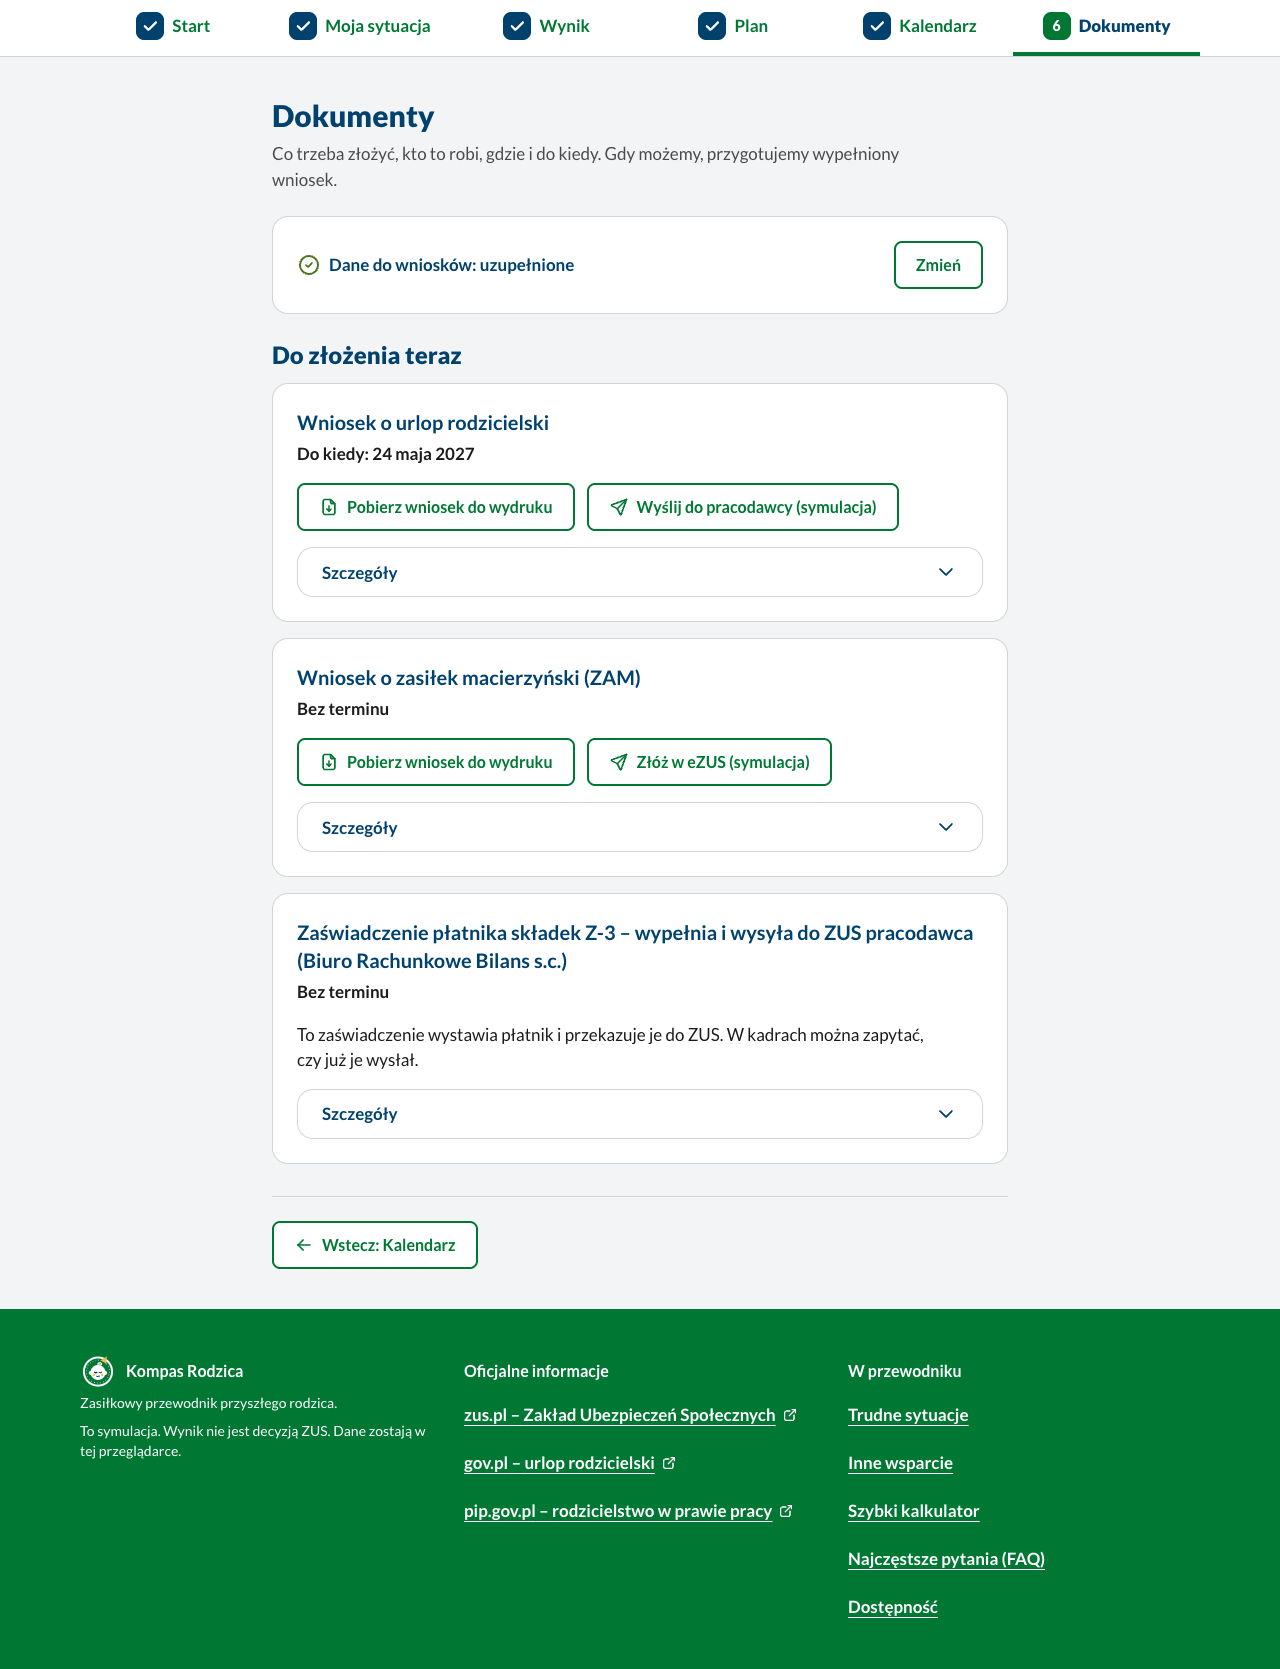 Start
Moja sytuacja
Wynik
Plan
Kalendarz
6 Dokumenty
Dokumenty
Co trzeba złożyć, kto to robi, gdzie i do kiedy. Gdy możemy, przygotujemy wypełniony
wniosek.
Dane do wniosków: uzupełnione
Zmień
Do złożenia teraz
Wniosek o urlop rodzicielski
Do kiedy: 24 maja 2027
Pobierz wniosek do wydruku
Wyślij do pracodawcy (symulacja)
Szczegóły
Wniosek o zasiłek macierzyński (ZAM)
Bez terminu
Pobierz wniosek do wydruku
Złóż w eZUS (symulacja)
Szczegóły
Zaświadczenie płatnika składek Z-3 – wypełnia i wysyła do ZUS pracodawca
(Biuro Rachunkowe Bilans s.c.)
Bez terminu
To zaświadczenie wystawia płatnik i przekazuje je do ZUS. W kadrach można zapytać,
czy już je wysłał.
Szczegóły
Wstecz: Kalendarz
Kompas Rodzica
Zasiłkowy przewodnik przyszłego rodzica.
To symulacja. Wynik nie jest decyzją ZUS. Dane zostają w
tej przeglądarce.
Oficjalne informacje
zus.pl – Zakład Ubezpieczeń Społecznych
gov.pl – urlop rodzicielski
pip.gov.pl – rodzicielstwo w prawie pracy
W przewodniku
Trudne sytuacje
Inne wsparcie
Szybki kalkulator
Najczęstsze pytania (FAQ)
Dostępność